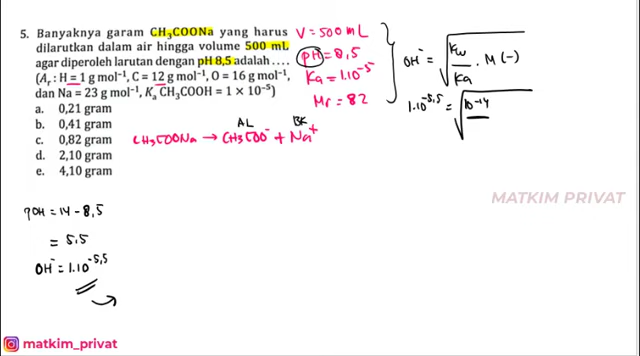 5. Banyaknya garam CH₃COONa yang harus
dilarutkan dalam air hingga volume 500 mL
agar diperoleh larutan dengan pH 8,5 adalah ....
(Aᵣ : H = 1 g mol⁻¹, C = 12 g mol⁻¹, O = 16 g mol⁻¹,
dan Na = 23 g mol⁻¹, Kₐ CH₃COOH = 1 × 10⁻⁵)
a. 0,21 gram
b. 0,41 gram
c. 0,82 gram
d. 2,10 gram
e. 4,10 gram
V = 500 mL
pH = 8,5
Ka = 1.10⁻⁵
Mr = 82
OH⁻ = √(Kw/Ka . M (-))
1.10⁻⁵,⁵ = √(10⁻¹⁴
AL BK
CH₃COONa → CH₃COO⁻ + Na⁺
POH = 14 - 8,5
= 5,5
OH⁻ = 1.10⁻⁵,⁵
MATKIM PRIVAT
matkim_privat